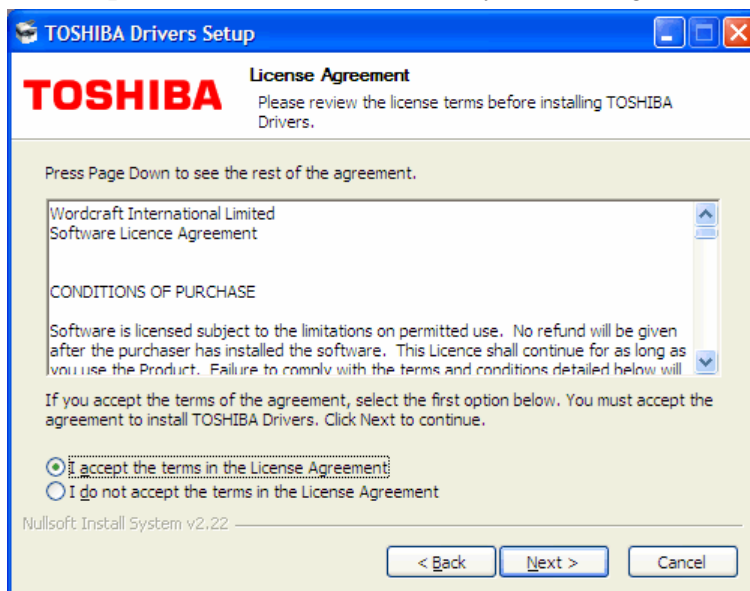 TOSHIBA Drivers Setup
TOSHIBA
License Agreement
Please review the license terms before installing TOSHIBA
Drivers.
Press Page Down to see the rest of the agreement.
Wordcraft International Limited
Software Licence Agreement
CONDITIONS OF PURCHASE
Software is licensed subject to the limitations on permitted use. No refund will be given
after the purchaser has installed the software. This Licence shall continue for as long as
you use the Product. Failure to comply with the terms and conditions detailed below will
If you accept the terms of the agreement, select the first option below. You must accept the
agreement to install TOSHIBA Drivers. Click Next to continue.
I accept the terms in the License Agreement
I do not accept the terms in the License Agreement
Nullsoft Install System v2.22
< Back Next > Cancel